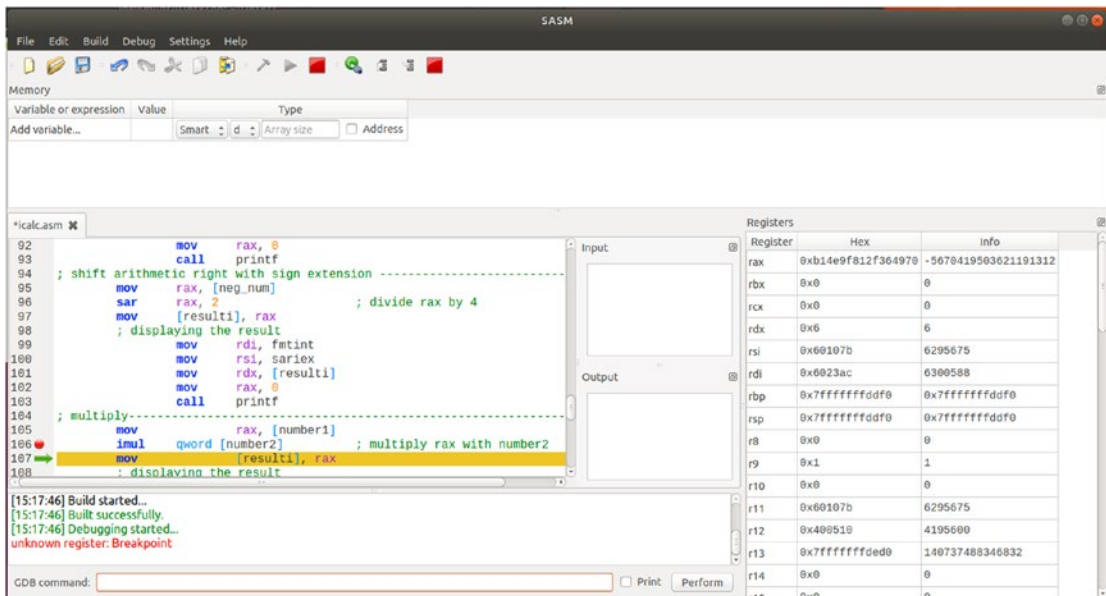 SASM
File Edit Build Debug Settings Help
Memory
Variable or expression Value Type
Add variable... Smart d Array size Address
*icalc.asm
92 mov rax, 0
93 call printf
94 ; shift arithmetic right with sign extension ---------------------------
95 mov rax, [neg_num]
96 sar rax, 2 ; divide rax by 4
97 mov [resulti], rax
98 ; displaying the result
99 mov rdi, fmtint
100 mov rsi, sariex
101 mov rdx, [resulti]
102 mov rax, 0
103 call printf
104 ; multiply-----------------------------------------------------------
105 mov rax, [number1]
106 imul qword [number2] ; multiply rax with number2
107 mov [resulti], rax
108 ; displaying the result
Input
Output
[15:17:46] Build started...
[15:17:46] Built successfully.
[15:17:46] Debugging started...
unknown register: Breakpoint
GDB command: Print Perform
Registers
Register Hex Info
rax 0xb14e9f812f364970 -5670419503621191312
rbx 0x0 0
rcx 0x0 0
rdx 0x6 6
rsi 0x60107b 6295675
rdi 0x6023ac 6300588
rbp 0x7fffffffddf0 0x7fffffffddf0
rsp 0x7fffffffddf0 0x7fffffffddf0
r8 0x0 0
r9 0x1 1
r10 0x0 0
r11 0x60107b 6295675
r12 0x400510 4195600
r13 0x7fffffffded0 140737488346832
r14 0x0 0